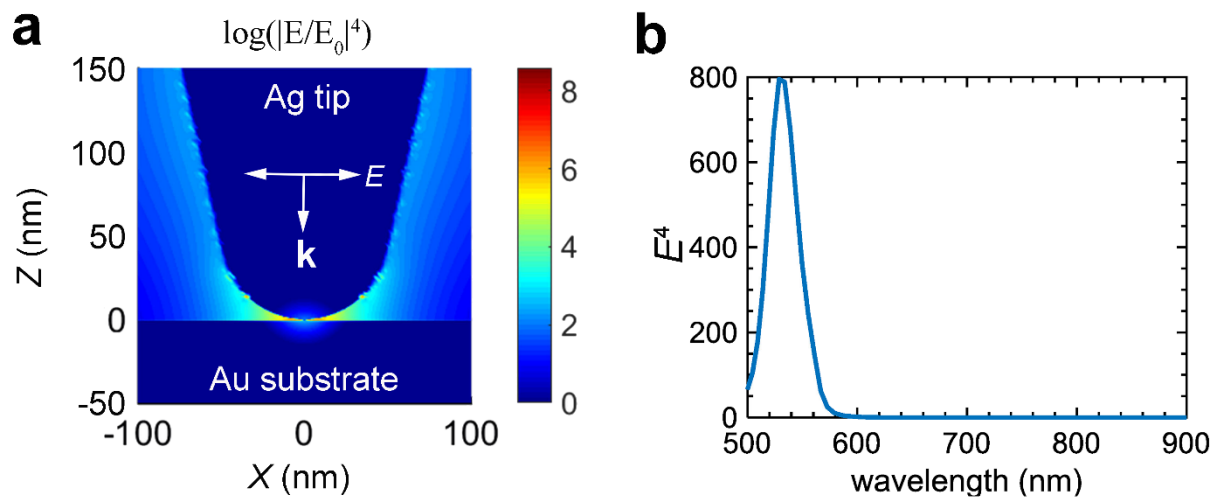 a
log(|E/E₀|⁴)
150
100
50
0
-50
Z (nm)
Ag tip
E
k
Au substrate
-100
0
100
X (nm)
8
6
4
2
0
b
800
600
400
200
0
E⁴
500
600
700
800
900
wavelength (nm)